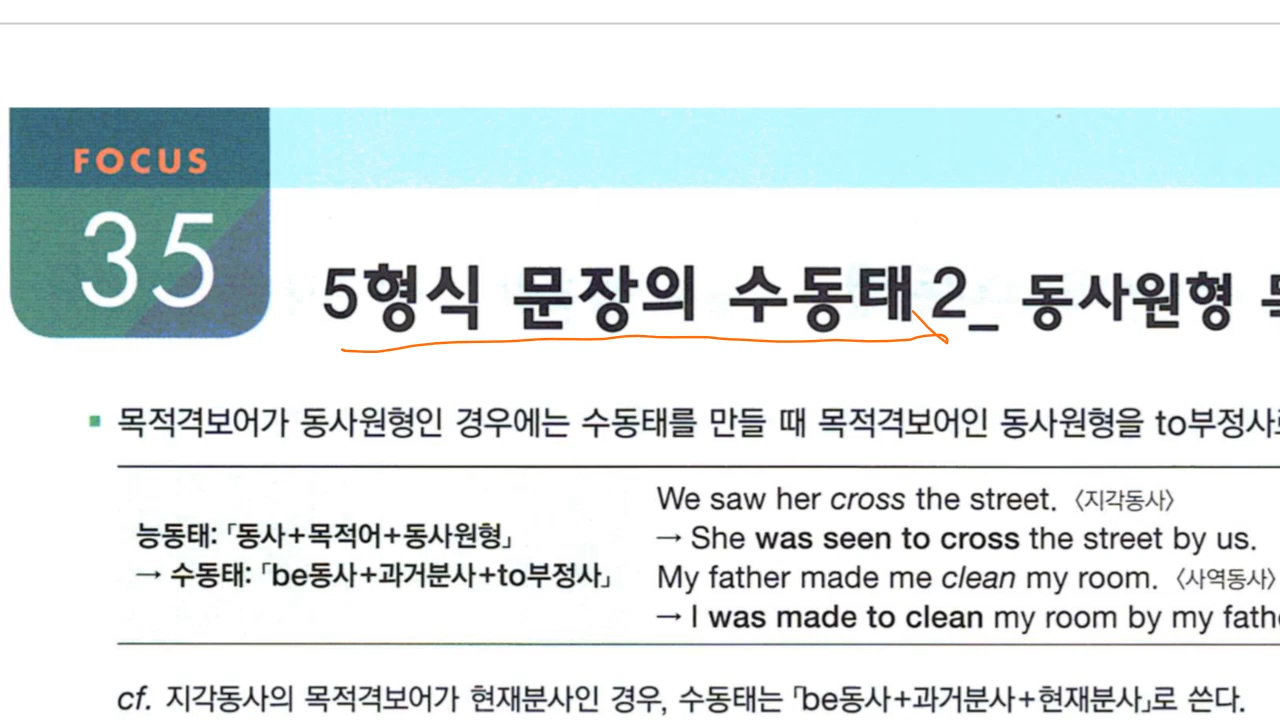 FOCUS
35
5형식 문장의 수동태2_ 동사원형
목적격보어가 동사원형인 경우에는 수동태를 만들 때 목적격보어인 동사원형을 to부정사로
We saw her cross the street. 〈지각동사〉
능동태: 「동사+목적어+동사원형」
→ She was seen to cross the street by us.
→ 수동태: 「be동사+과거분사+to부정사」
My father made me clean my room. 〈사역동사〉
→ I was made to clean my room by my
cf. 지각동사의 목적격보어가 현재분사인 경우, 수동태는 「be동사+과거분사+현재분사」로 쓴다.